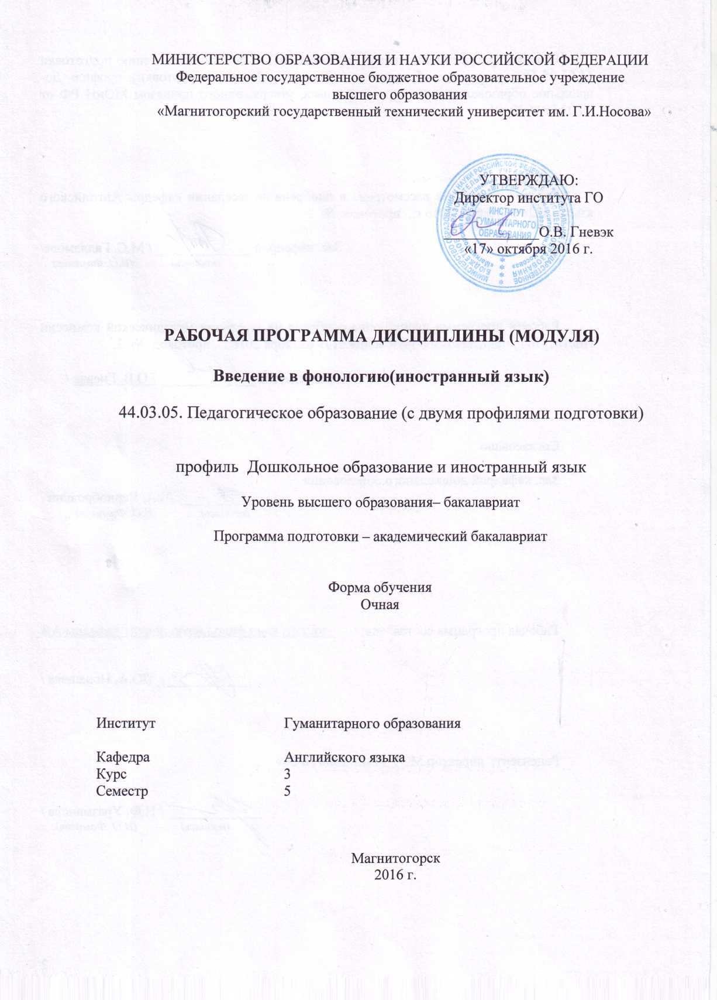 МИНИСТЕРСТВО ОБРАЗОВАНИЯ И НАУКИ РОССИЙСКОЙ ФЕДЕРАЦИИ
Федеральное государственное бюджетное образовательное учреждение
высшего образования
«Магнитогорский государственный технический университет им. Г.И.Носова»
УТВЕРЖДАЮ:
Директор института ГО
О.В. Гневэк
«17» октября 2016 г.
ИНСТИТУТ
ГУМАНИТАРНОГО
ОБРАЗОВАНИЯ
РАБОЧАЯ ПРОГРАММА ДИСЦИПЛИНЫ (МОДУЛЯ)
Введение в фонологию(иностранный язык)
44.03.05. Педагогическое образование (с двумя профилями подготовки)
профиль Дошкольное образование и иностранный язык
Уровень высшего образования– бакалавриат
Программа подготовки – академический бакалавриат
Форма обучения
Очная
Институт Гуманитарного образования
Кафедра Английского языка
Курс 3
Семестр 5
Магнитогорск
2016 г.